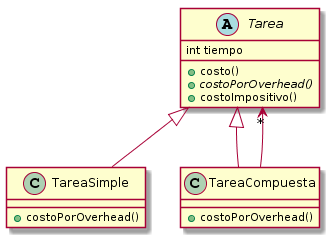 A Tarea
int tiempo
costo()
costoPorOverhead()
costoImpositivo()
*
C TareaSimple
costoPorOverhead()
C TareaCompuesta
costoPorOverhead()